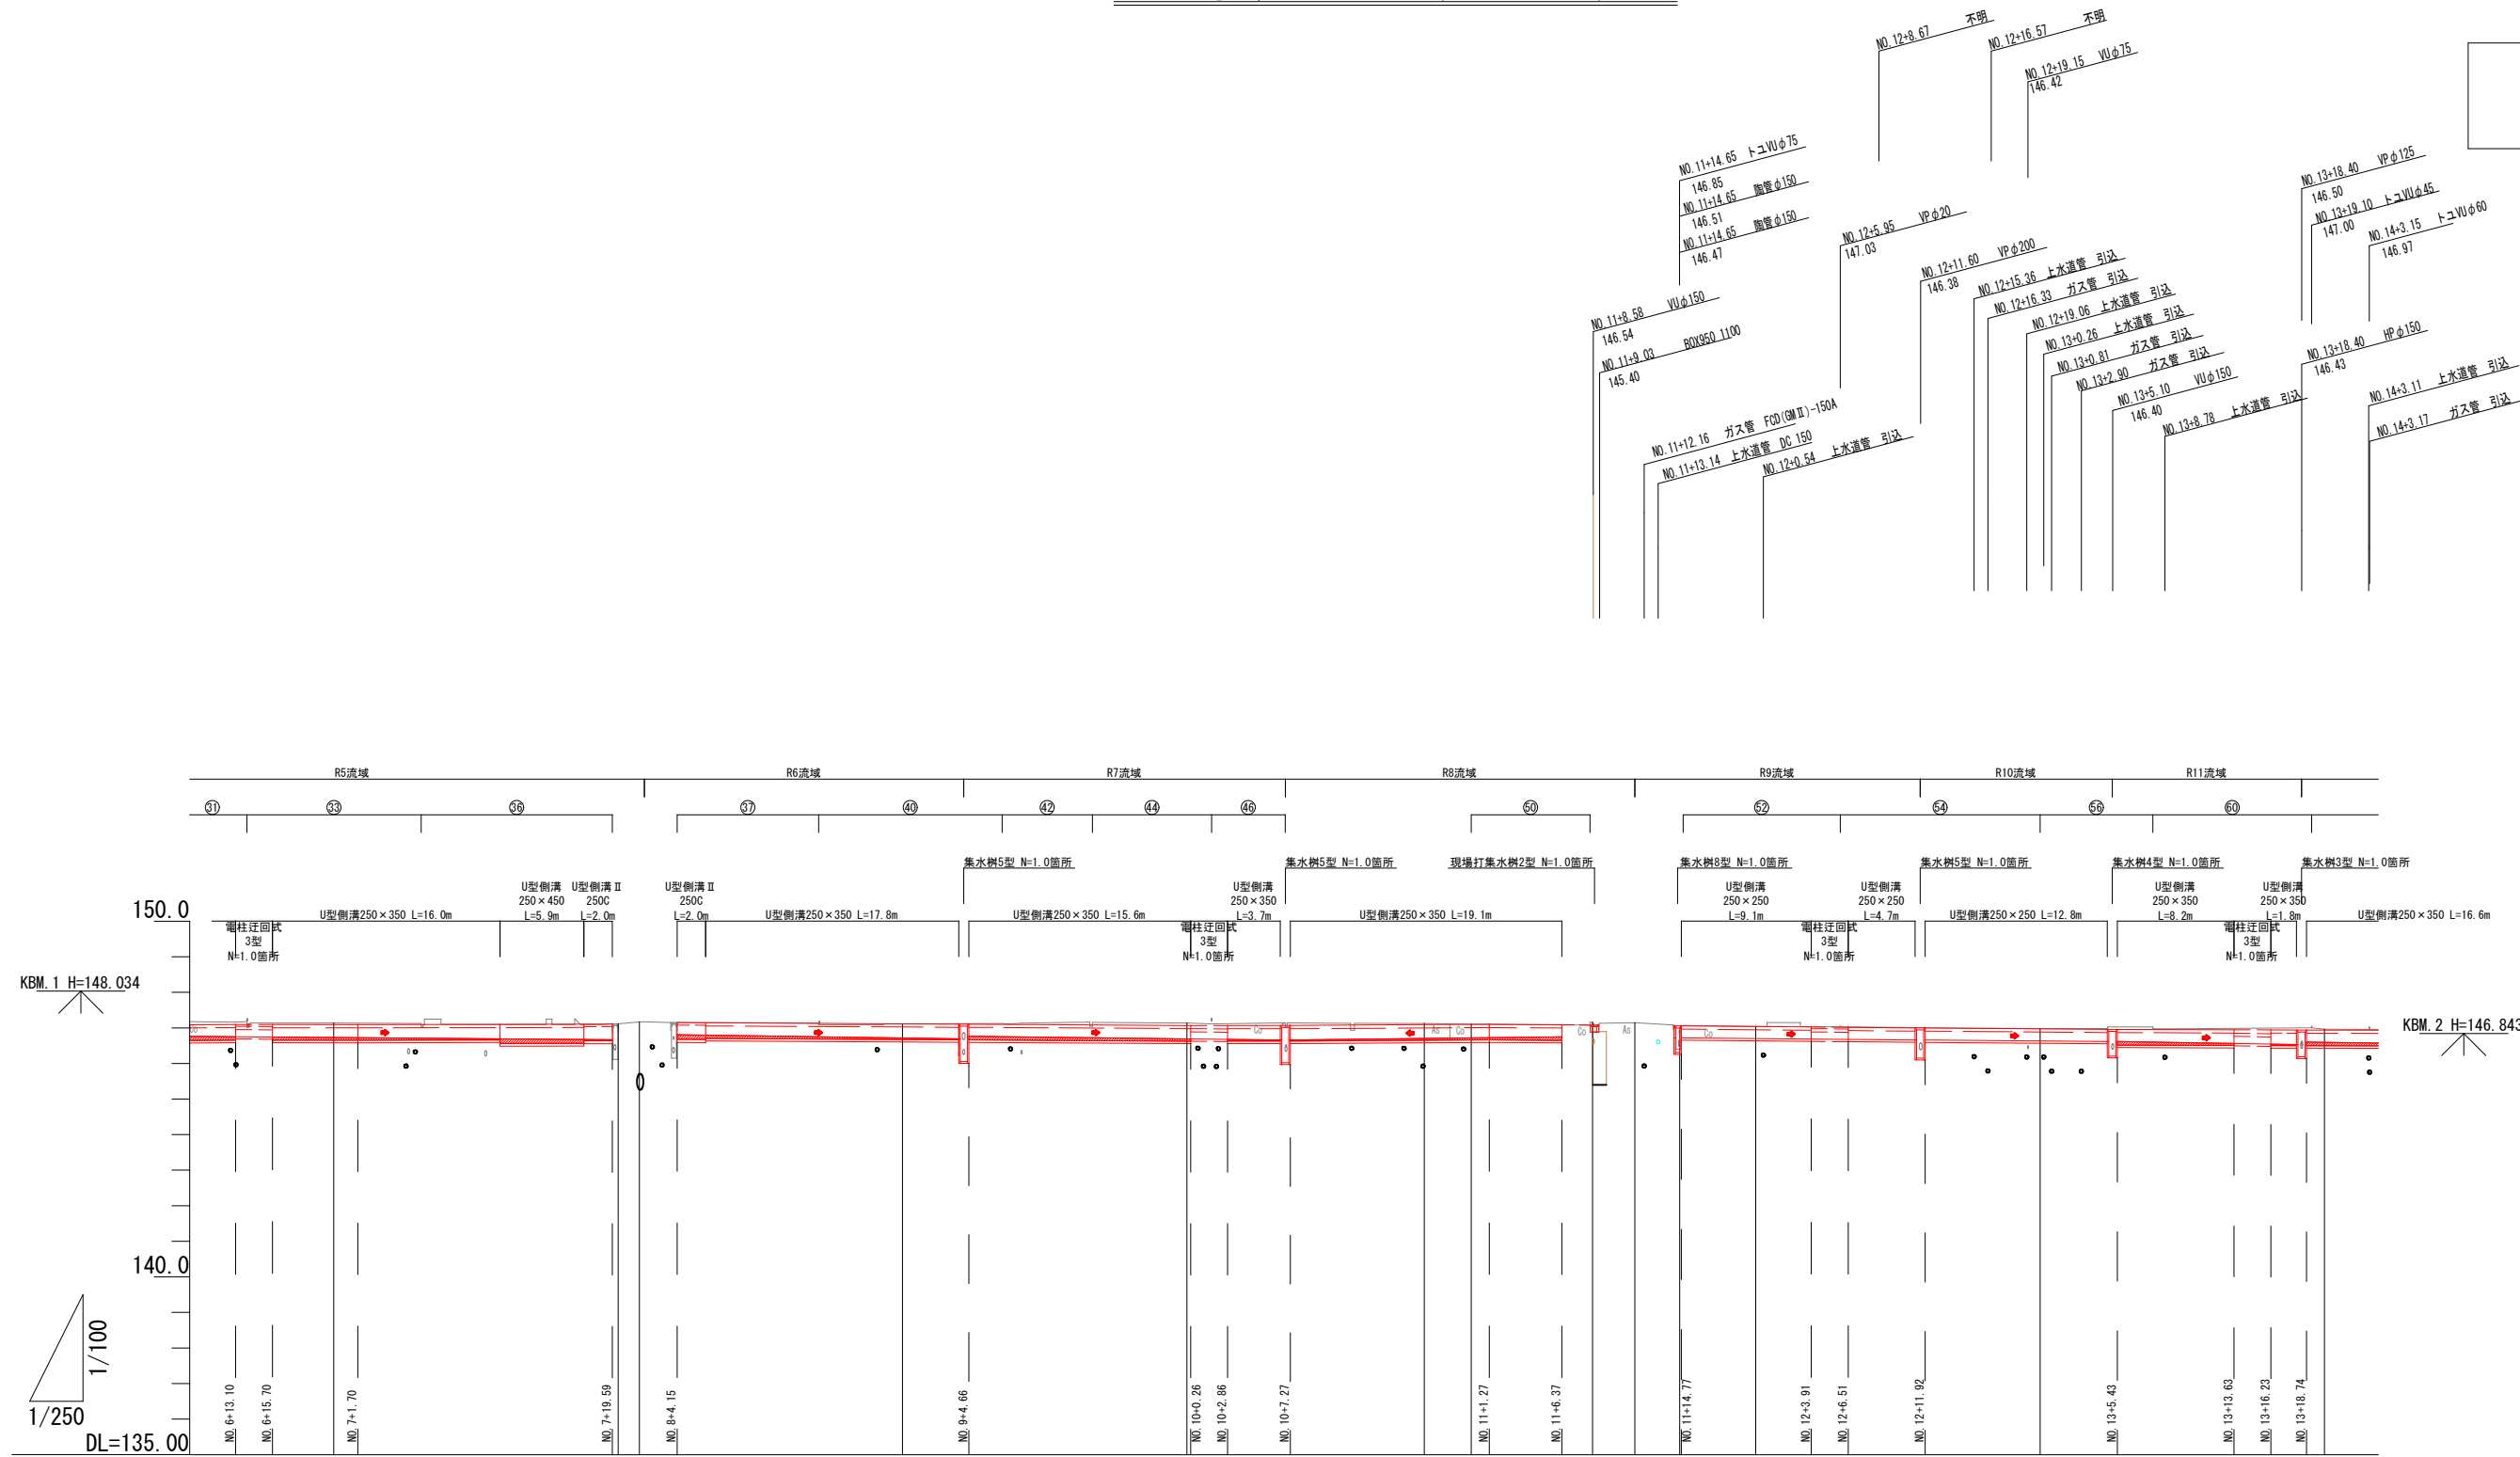 NO.12+8.67 不明
NO.12+16.57 不明
NO.12+19.15 VUφ75
146.42
NO.11+14.65 トユVUφ75
146.85
NO.11+14.65 陶管φ150
146.51
NO.11+14.65 陶管φ150
146.47
NO.13+18.40 VPφ125
146.50
NO.13+19.10 トユVUφ45
147.00
NO.14+3.15 トユVUφ60
146.97
NO.12+5.95 VPφ20
147.03
NO.12+11.60 VPφ200
146.38
NO.12+15.36 上水道管 引込
NO.12+16.33 ガス管 引込
NO.12+19.06 上水道管 引込
NO.13+0.26 上水道管 引込
NO.13+0.81 ガス管 引込
NO.13+2.90 ガス管 引込
NO.13+5.10 VUφ150
146.40
NO.13+8.78 上水道管 引込
NO.11+8.58 VUφ150
146.54
NO.11+9.03 BOX950 1100
145.40
NO.13+18.40 HPφ150
146.43
NO.14+3.11 上水道管 引込
NO.14+3.17 ガス管 引込
NO.11+12.16 ガス管 FCD(GMⅡ)-150A
NO.11+13.14 上水道管 DC 150
NO.12+0.54 上水道管 引込
R5流域 R6流域 R7流域 R8流域 R9流域 R10流域 R11流域
㉛ ㉝ ㊱ ㊲ ㊵ ㊷ ㊹ ㊻ ㊿ 52 54 56 60
集水桝5型 N=1.0箇所
集水桝5型 N=1.0箇所
現場打集水桝2型 N=1.0箇所
集水桝8型 N=1.0箇所
集水桝5型 N=1.0箇所
集水桝4型 N=1.0箇所
集水桝3型 N=1.0箇所
U型側溝250×350 L=16.0m
U型側溝
250×450
L=5.9m
U型側溝Ⅱ
250C
L=2.0m
U型側溝Ⅱ
250C
L=2.0m
U型側溝250×350 L=17.8m
U型側溝250×350 L=15.6m
U型側溝
250×350
L=3.7m
U型側溝250×350 L=19.1m
U型側溝
250×250
L=9.1m
U型側溝
250×250
L=4.7m
U型側溝250×250 L=12.8m
U型側溝
250×350
L=8.2m
U型側溝
250×350
L=1.8m
U型側溝250×350 L=16.6m
電柱迂回式
3型
N=1.0箇所
電柱迂回式
3型
N=1.0箇所
電柱迂回式
3型
N=1.0箇所
電柱迂回式
3型
N=1.0箇所
150.0
KBM.1 H=148.034
KBM.2 H=146.843
Co
Co
As
Co
Co
As
Co
140.0
1/100
1/250
DL=135.00
NO.6+13.10
NO.6+15.70
NO.7+1.70
NO.7+19.59
NO.8+4.15
NO.9+4.66
NO.10+0.26
NO.10+2.86
NO.10+7.27
NO.11+1.27
NO.11+6.37
NO.11+14.77
NO.12+3.91
NO.12+6.51
NO.12+11.92
NO.13+5.43
NO.13+13.63
NO.13+16.23
NO.13+18.74